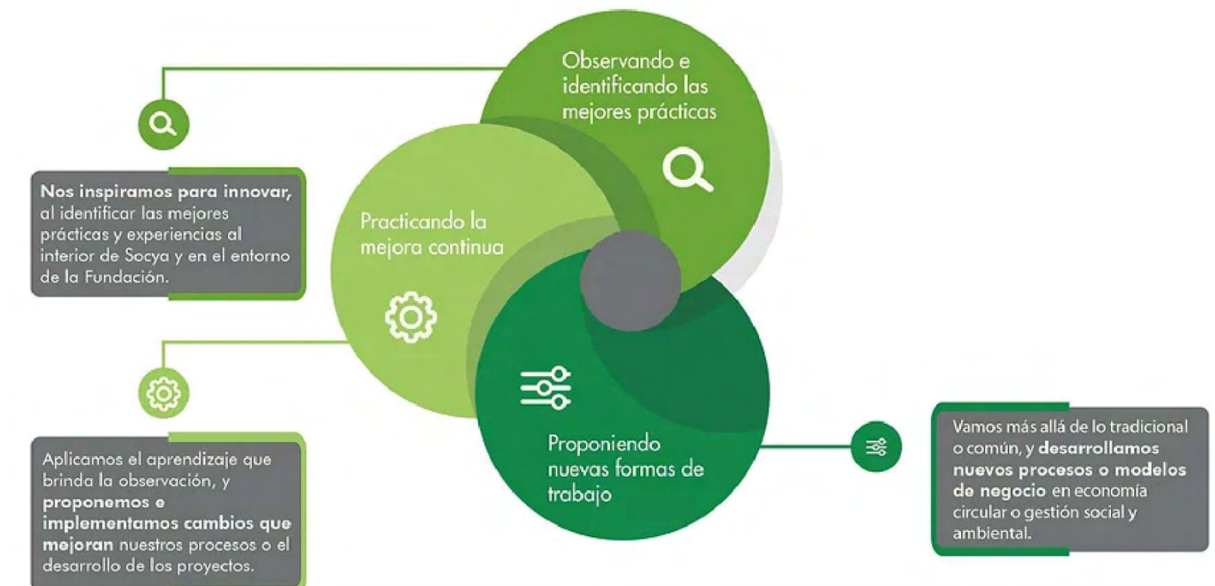 Observando e
identificando las
mejores prácticas
Nos inspiramos para innovar,
al identificar las mejores
prácticas y experiencias al
interior de Socya y en el entorno
de la Fundación.
Practicando la
mejora continua
Aplicamos el aprendizaje que
brinda la observación, y
proponemos e
implementamos cambios que
mejoran nuestros procesos o el
desarrollo de los proyectos.
Proponiendo
nuevas formas de
trabajo
Vamos más allá de lo tradicional
o común, y desarrollamos
nuevos procesos o modelos
de negocio en economía
circular o gestión social y
ambiental.